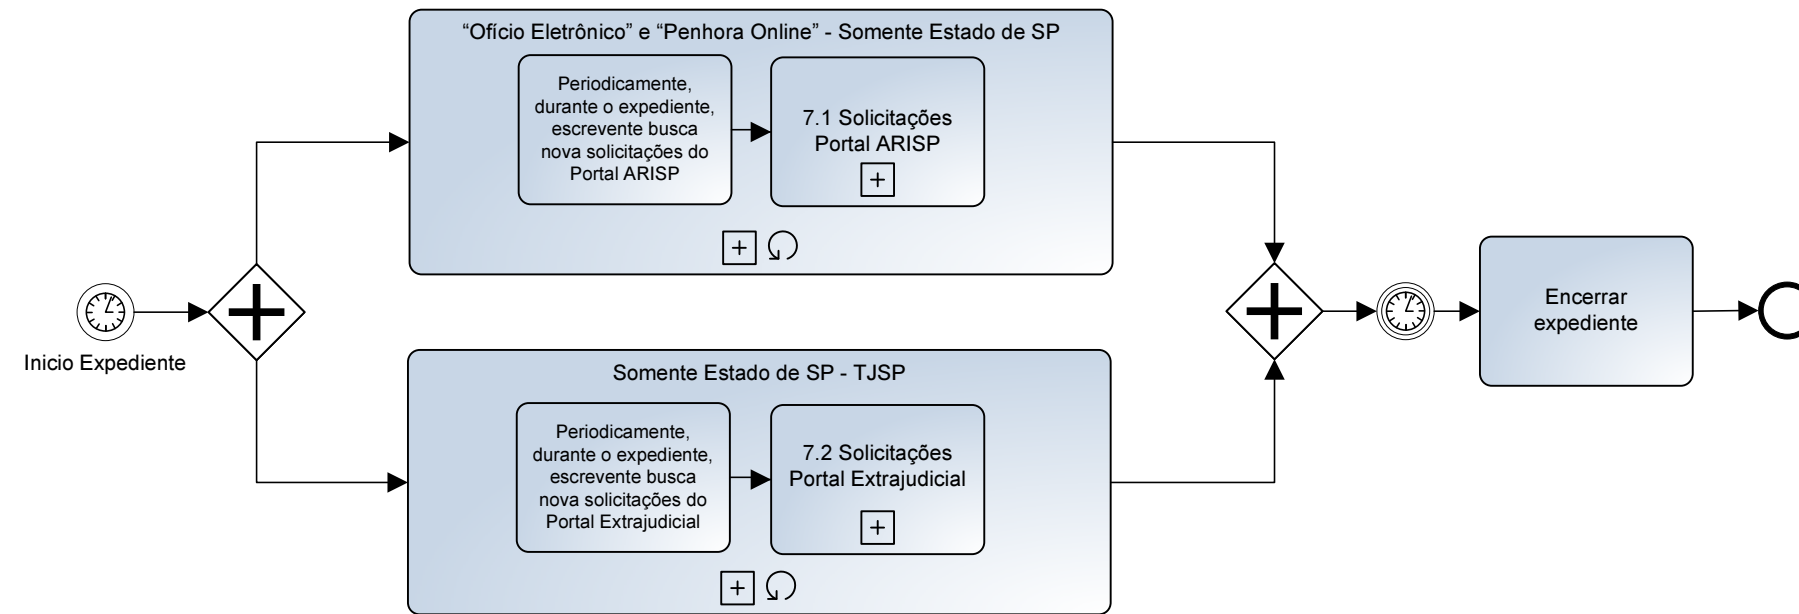 “Ofício Eletrônico” e “Penhora Online” - Somente Estado de SP
Periodicamente,
durante o expediente,
escrevente busca
nova solicitações do
Portal ARISP
7.1 Solicitações
Portal ARISP
Inicio Expediente
Encerrar
expediente
Somente Estado de SP - TJSP
Periodicamente,
durante o expediente,
escrevente busca
nova solicitações do
Portal Extrajudicial
7.2 Solicitações
Portal Extrajudicial